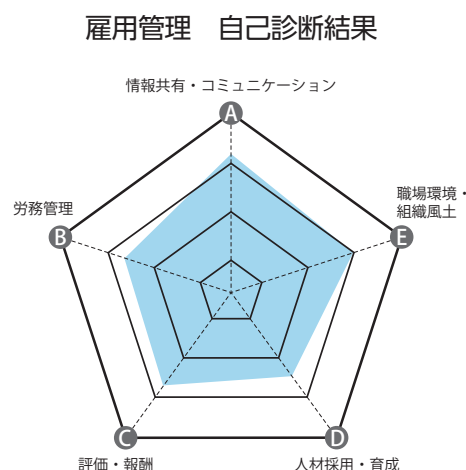 雇用管理　自己診断結果
情報共有・コミュニケーション
A
職場環境・
組織風土
労務管理
B
E
C
D
評価・報酬
人材採用・育成